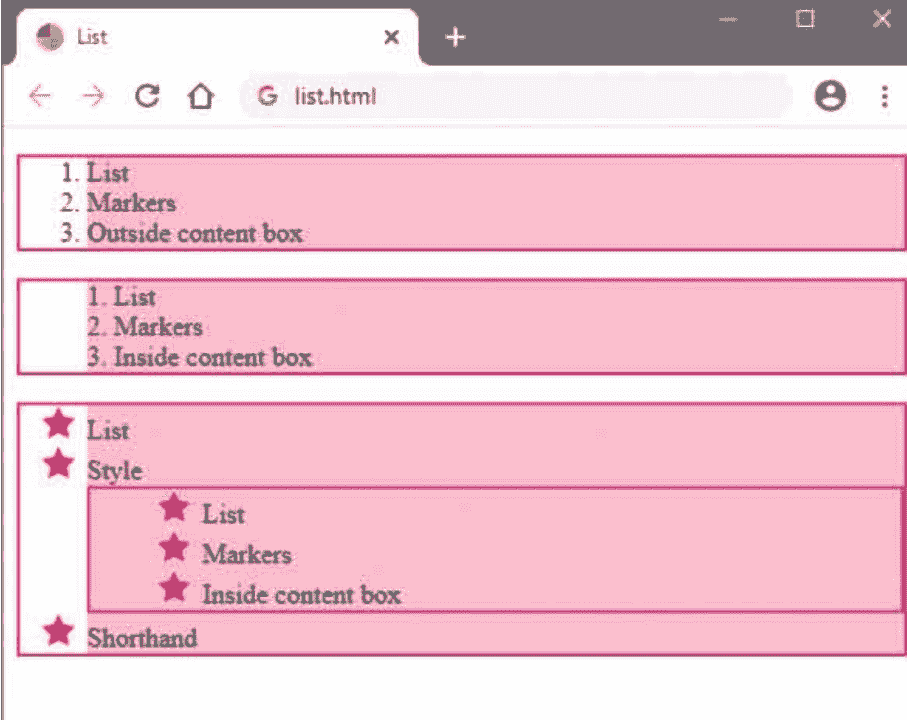 List
list.html
1. List
2. Markers
3. Outside content box
1. List
2. Markers
3. Inside content box
List
Style
List
Markers
Inside content box
Shorthand